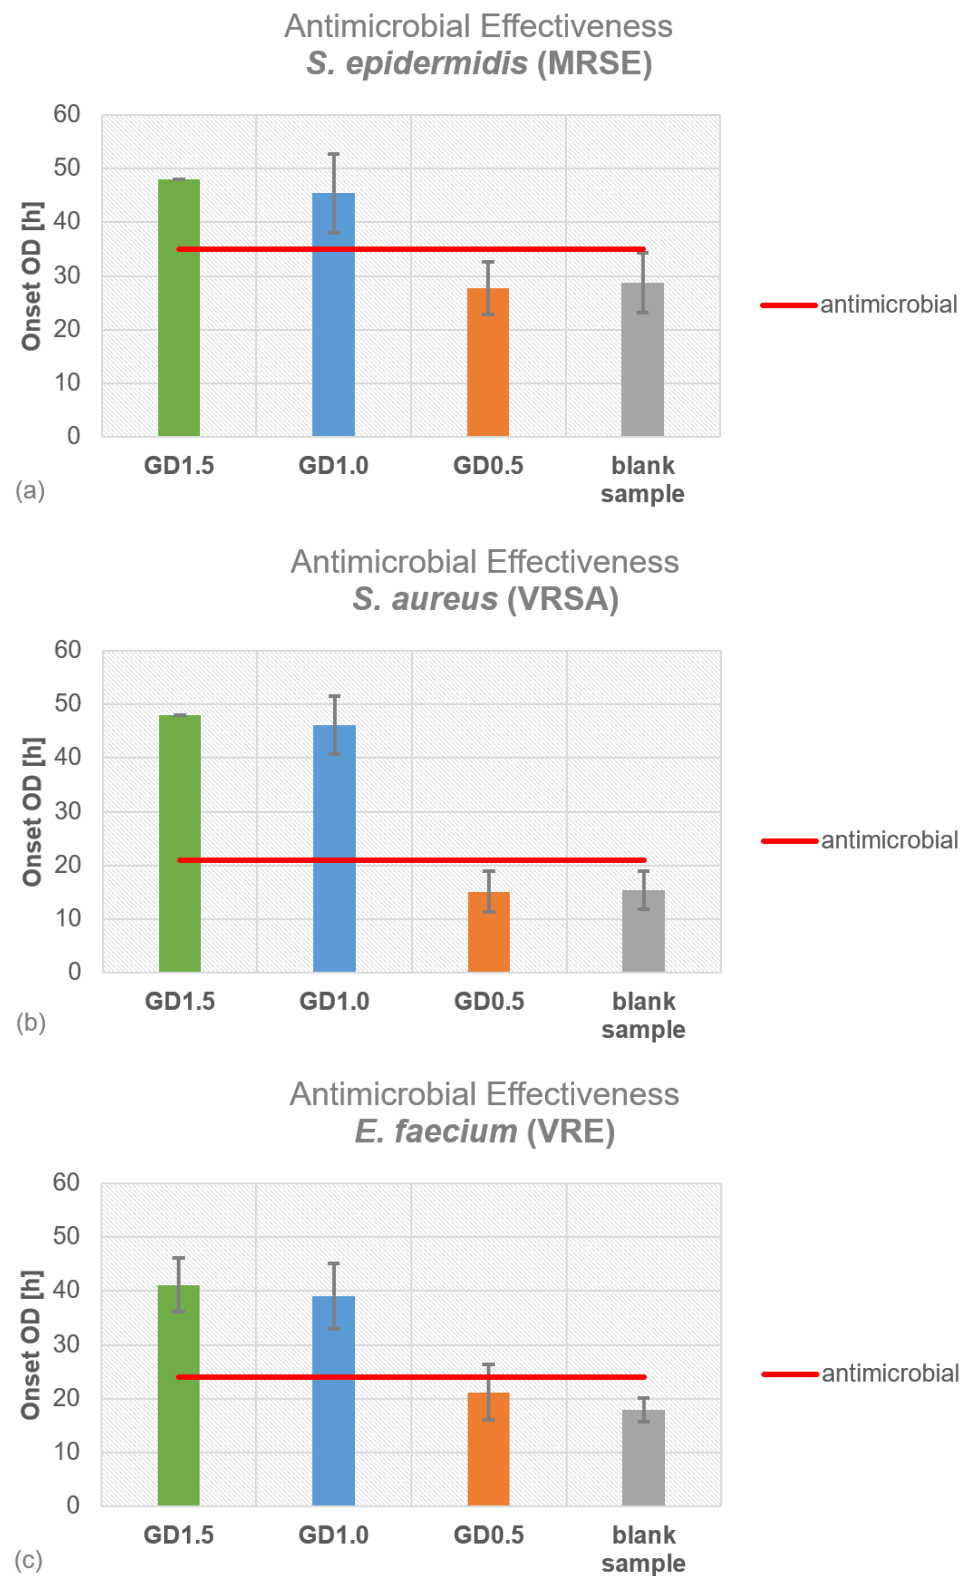 Antimicrobial Effectiveness
S. epidermidis (MRSE)
60
50
40
30
20
10
0
Onset OD [h]
GD1.5 GD1.0 GD0.5 blank sample
antimicrobial
(a)
Antimicrobial Effectiveness
S. aureus (VRSA)
60
50
40
30
20
10
0
Onset OD [h]
GD1.5 GD1.0 GD0.5 blank sample
antimicrobial
(b)
Antimicrobial Effectiveness
E. faecium (VRE)
60
50
40
30
20
10
0
Onset OD [h]
GD1.5 GD1.0 GD0.5 blank sample
antimicrobial
(c)